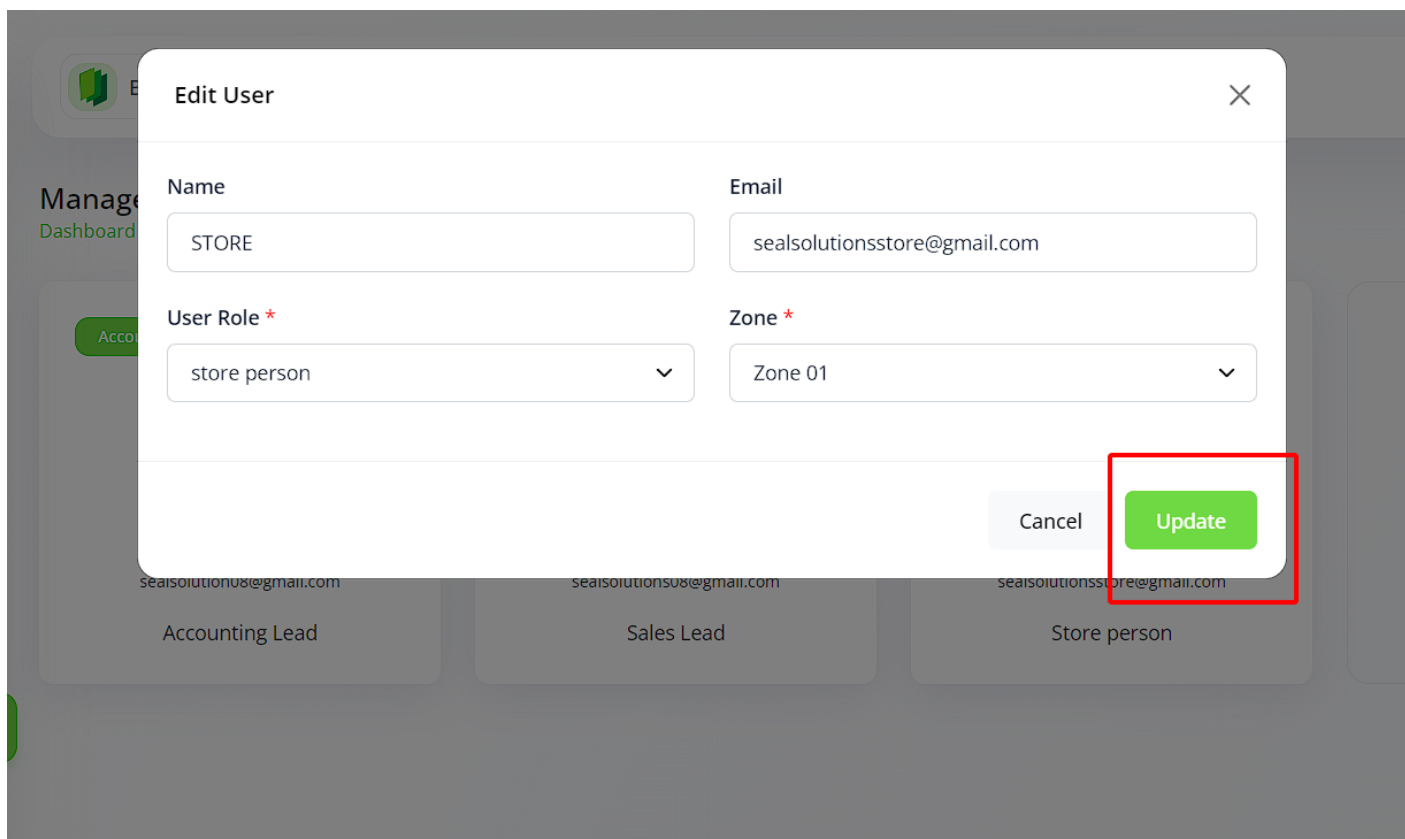 Edit User
Manage
Dashboard
Name
Email
STORE
sealsolutionsstore@gmail.com
User Role *
Zone *
store person
Zone 01
Cancel
Update
sealsolution08@gmail.com
sealsolutions08@gmail.com
sealsolutionsstore@gmail.com
Accounting Lead
Sales Lead
Store person